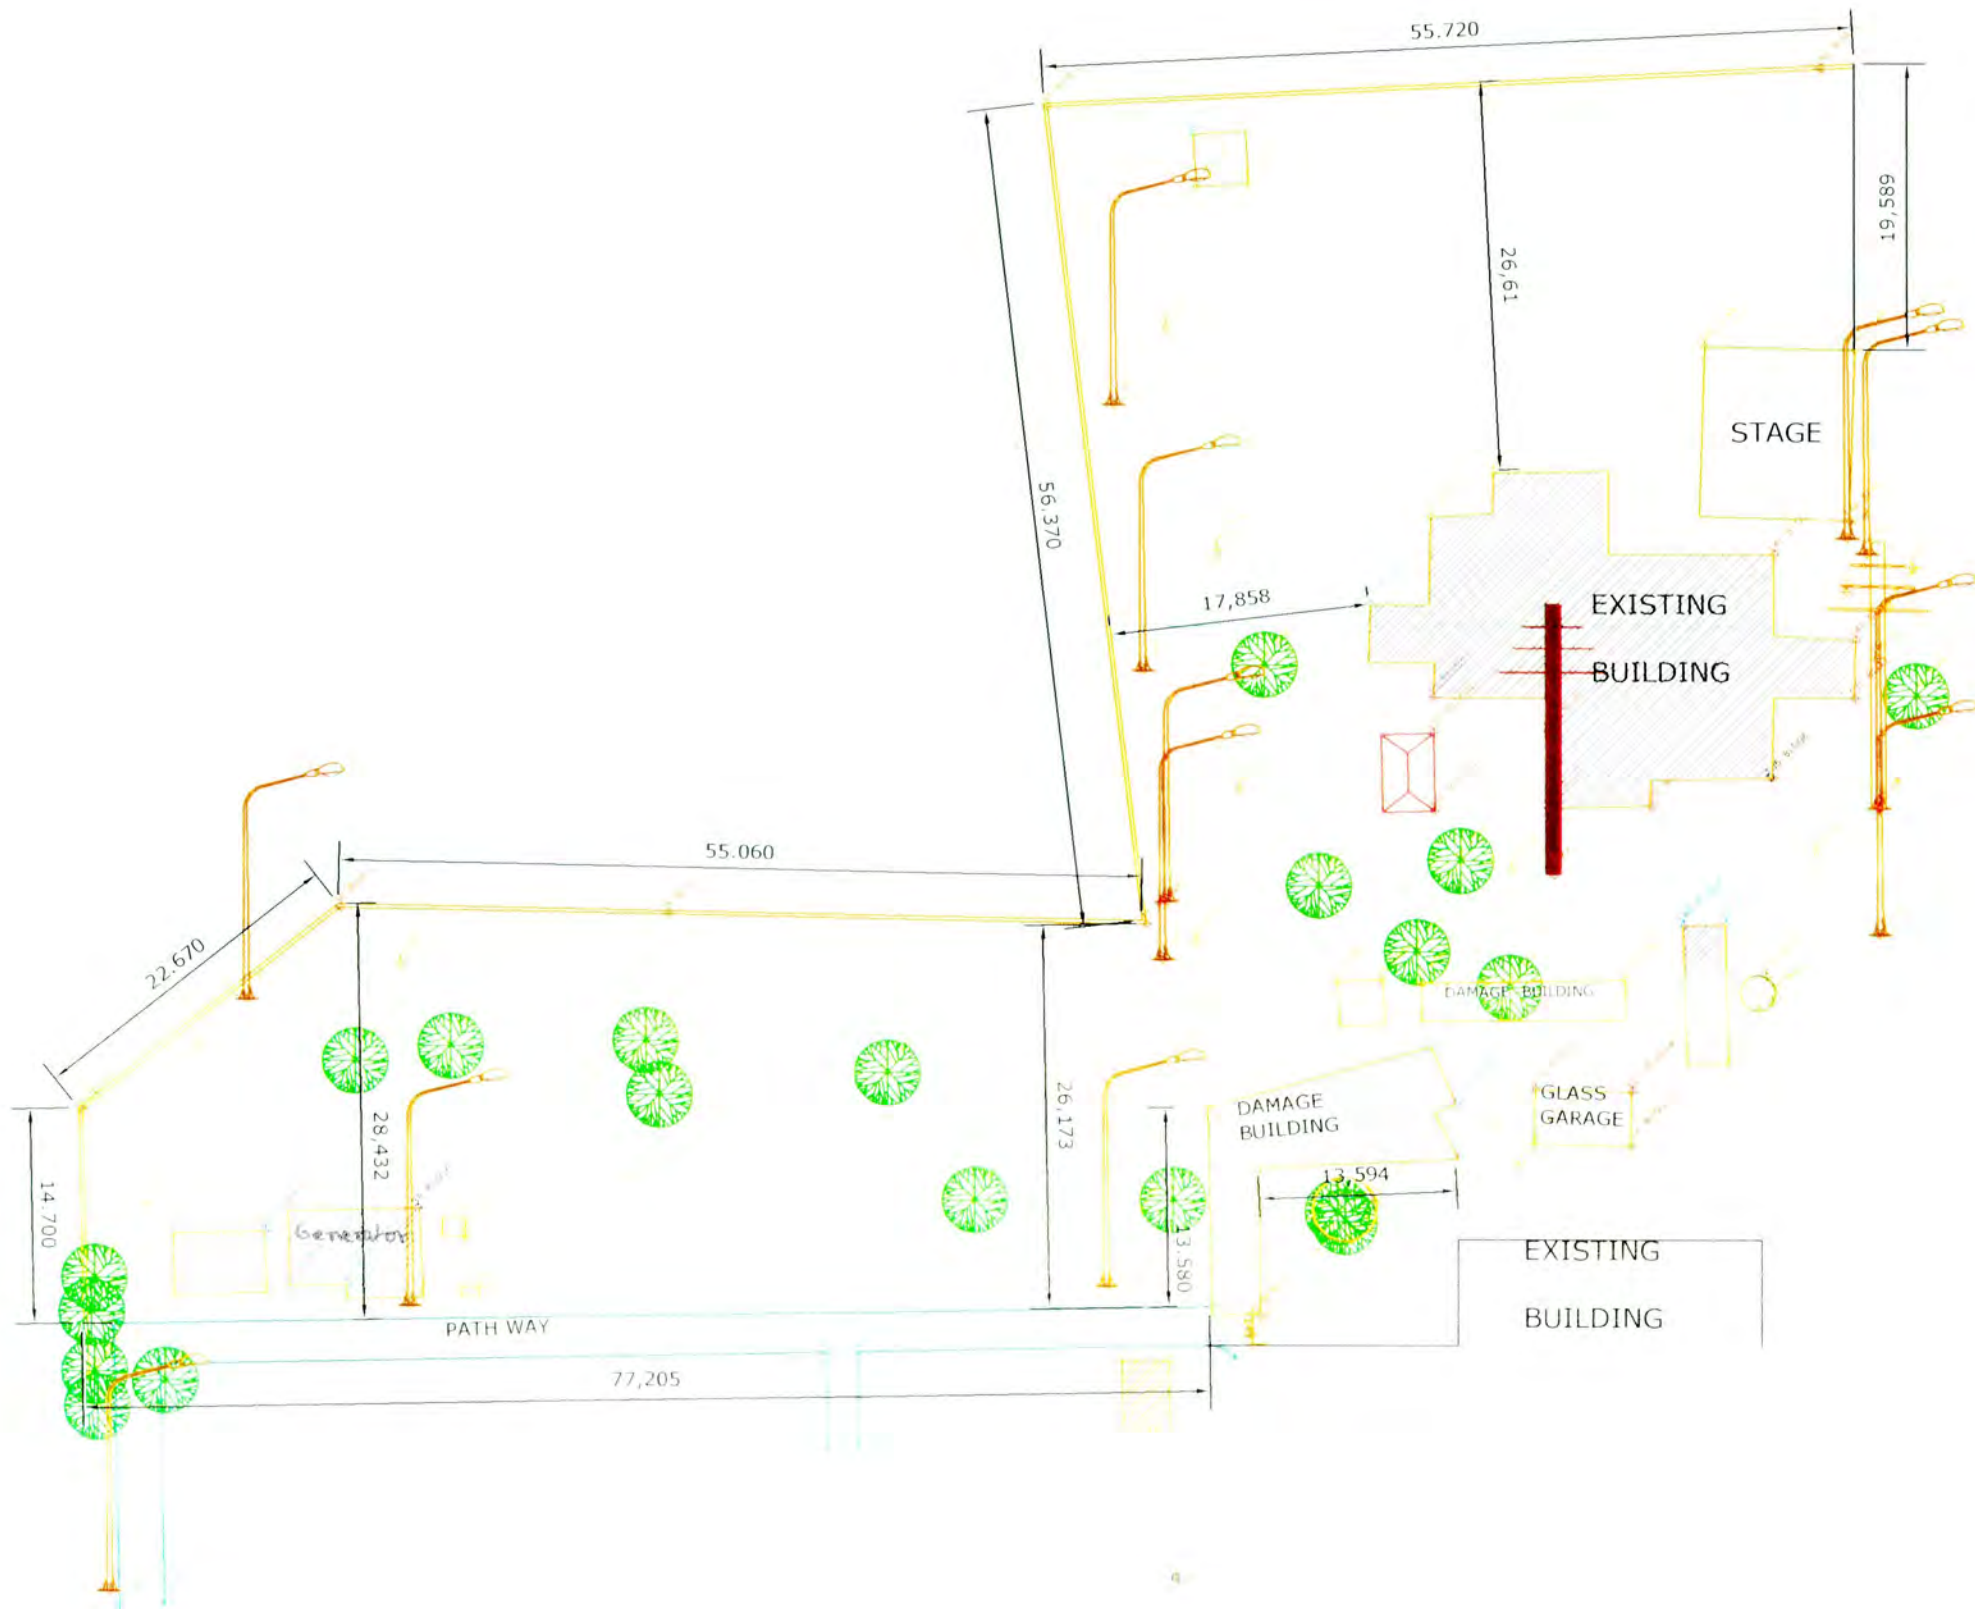 55.720
19,589
26,61
STAGE
56,370
17,858
EXISTING
BUILDING
55.060
22.670
DAMAGE BUILDING
28,432
26,173
14.700
DAMAGE
BUILDING
GLASS
GARAGE
13,594
Generator
13.580
EXISTING
BUILDING
PATH WAY
77,205